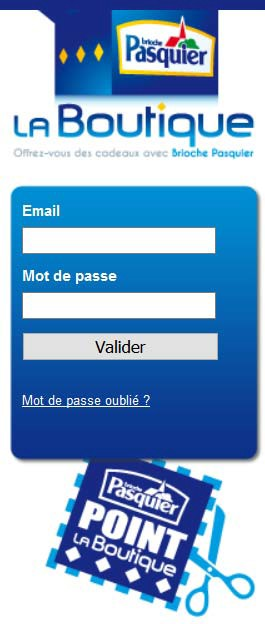 brioche
Pasquier
LA Boutique
Offrez-vous des cadeaux avec Brioche Pasquier
Email
Mot de passe
Valider
Mot de passe oublié ?
brioche
Pasquier
POINT
LA Boutique